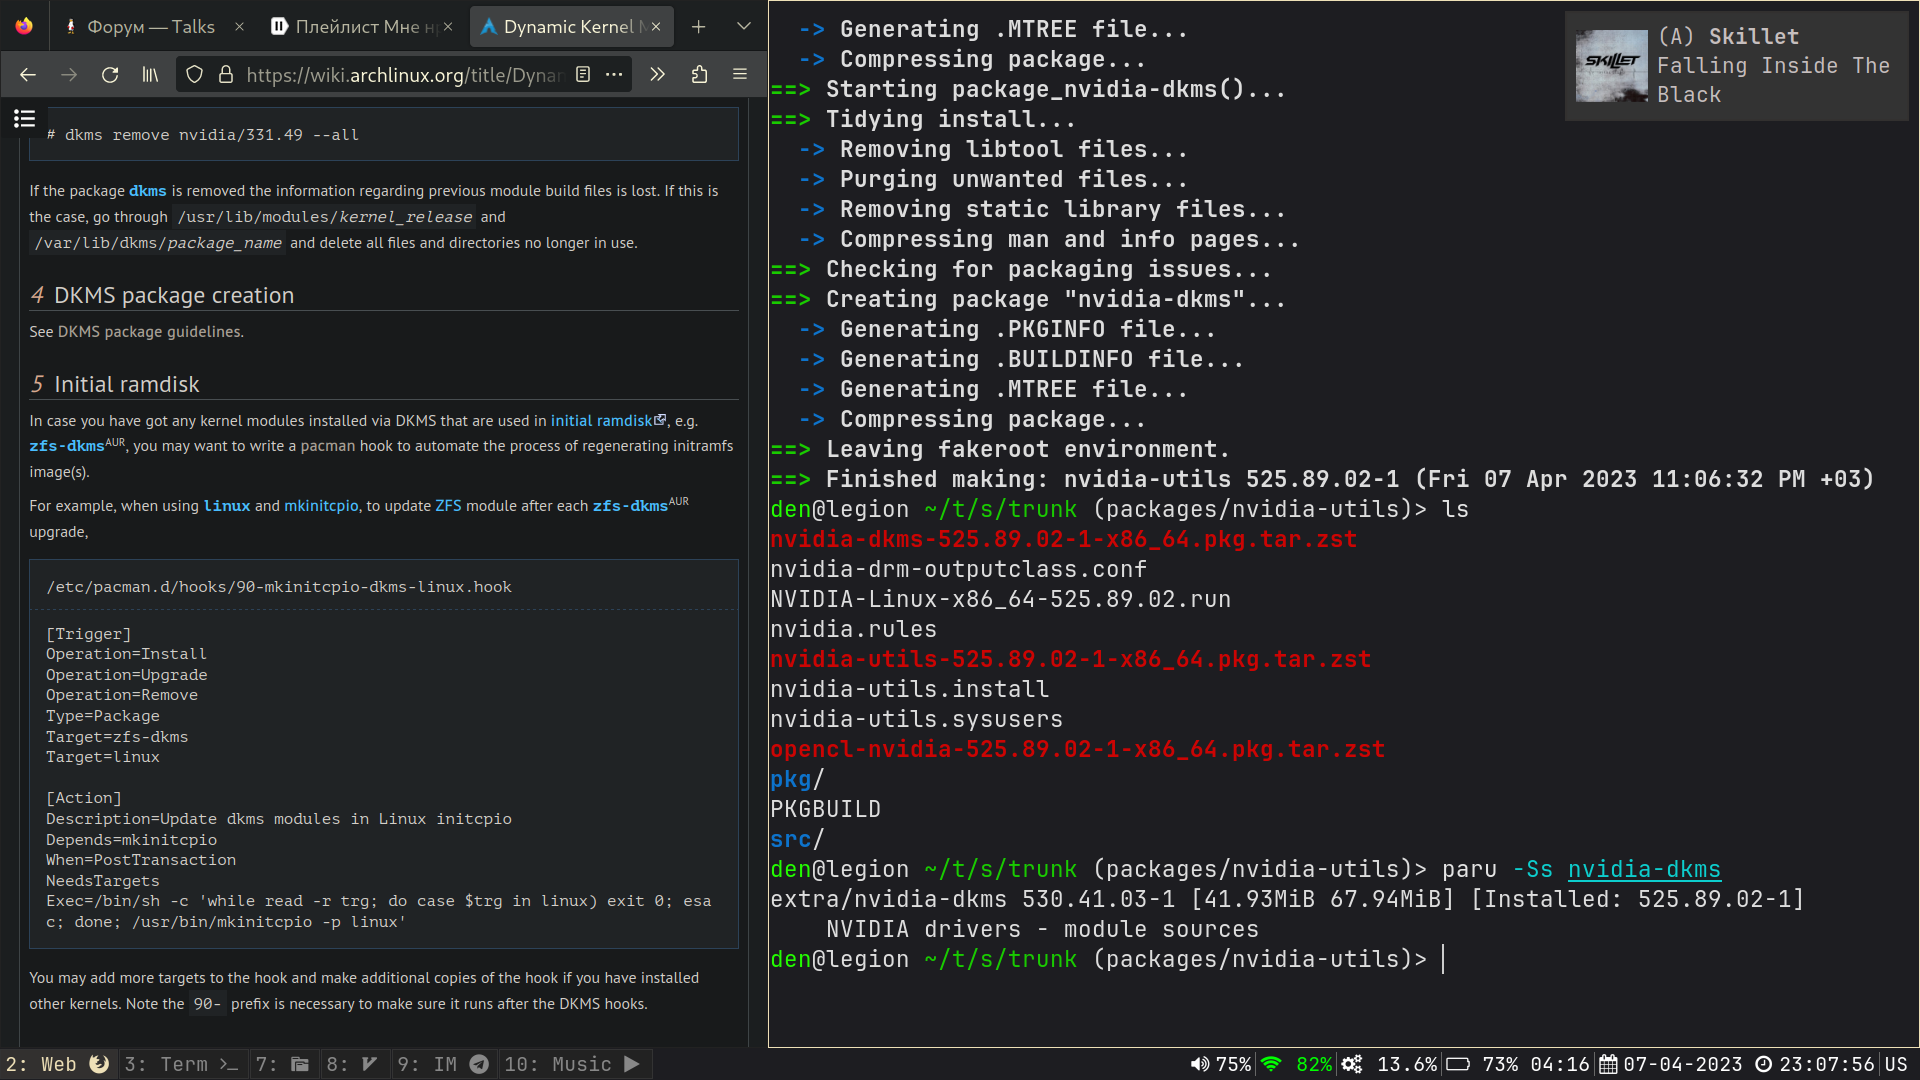 Форум — Talks
Плейлист Мне н
Dynamic Kernel M
https://wiki.archlinux.org/title/Dynam
# dkms remove nvidia/331.49 --all
If the package dkms is removed the information regarding previous module build files is lost. If this is
the case, go through /usr/lib/modules/kernel_release and
/var/lib/dkms/package_name and delete all files and directories no longer in use.
4 DKMS package creation
See DKMS package guidelines.
5 Initial ramdisk
In case you have got any kernel modules installed via DKMS that are used in initial ramdisk, e.g.
zfs-dkmsAUR, you may want to write a pacman hook to automate the process of regenerating initramfs
image(s).
For example, when using linux and mkinitcpio, to update ZFS module after each zfs-dkmsAUR
upgrade,
/etc/pacman.d/hooks/90-mkinitcpio-dkms-linux.hook
[Trigger]
Operation=Install
Operation=Upgrade
Operation=Remove
Type=Package
Target=zfs-dkms
Target=linux
[Action]
Description=Update dkms modules in Linux initcpio
Depends=mkinitcpio
When=PostTransaction
NeedsTargets
Exec=/bin/sh -c 'while read -r trg; do case $trg in linux) exit 0; esa
c; done; /usr/bin/mkinitcpio -p linux'
You may add more targets to the hook and make additional copies of the hook if you have installed
other kernels. Note the 90- prefix is necessary to make sure it runs after the DKMS hooks.
-> Generating .MTREE file...
-> Compressing package...
==> Starting package_nvidia-dkms()...
==> Tidying install...
-> Removing libtool files...
-> Purging unwanted files...
-> Removing static library files...
-> Compressing man and info pages...
==> Checking for packaging issues...
==> Creating package "nvidia-dkms"...
-> Generating .PKGINFO file...
-> Generating .BUILDINFO file...
-> Generating .MTREE file...
-> Compressing package...
==> Leaving fakeroot environment.
==> Finished making: nvidia-utils 525.89.02-1 (Fri 07 Apr 2023 11:06:32 PM +03)
den@legion ~/t/s/trunk (packages/nvidia-utils)> ls
nvidia-dkms-525.89.02-1-x86_64.pkg.tar.zst
nvidia-drm-outputclass.conf
NVIDIA-Linux-x86_64-525.89.02.run
nvidia.rules
nvidia-utils-525.89.02-1-x86_64.pkg.tar.zst
nvidia-utils.install
nvidia-utils.sysusers
opencl-nvidia-525.89.02-1-x86_64.pkg.tar.zst
pkg/
PKGBUILD
src/
den@legion ~/t/s/trunk (packages/nvidia-utils)> paru -Ss nvidia-dkms
extra/nvidia-dkms 530.41.03-1 [41.93MiB 67.94MiB] [Installed: 525.89.02-1]
NVIDIA drivers - module sources
den@legion ~/t/s/trunk (packages/nvidia-utils)>
SKILLET
(A) Skillet
Falling Inside The
Black
2: Web 3: Term 7: 8: 9: IM 10: Music
75% 82% 13.6% 73% 04:16 07-04-2023 23:07:56 US